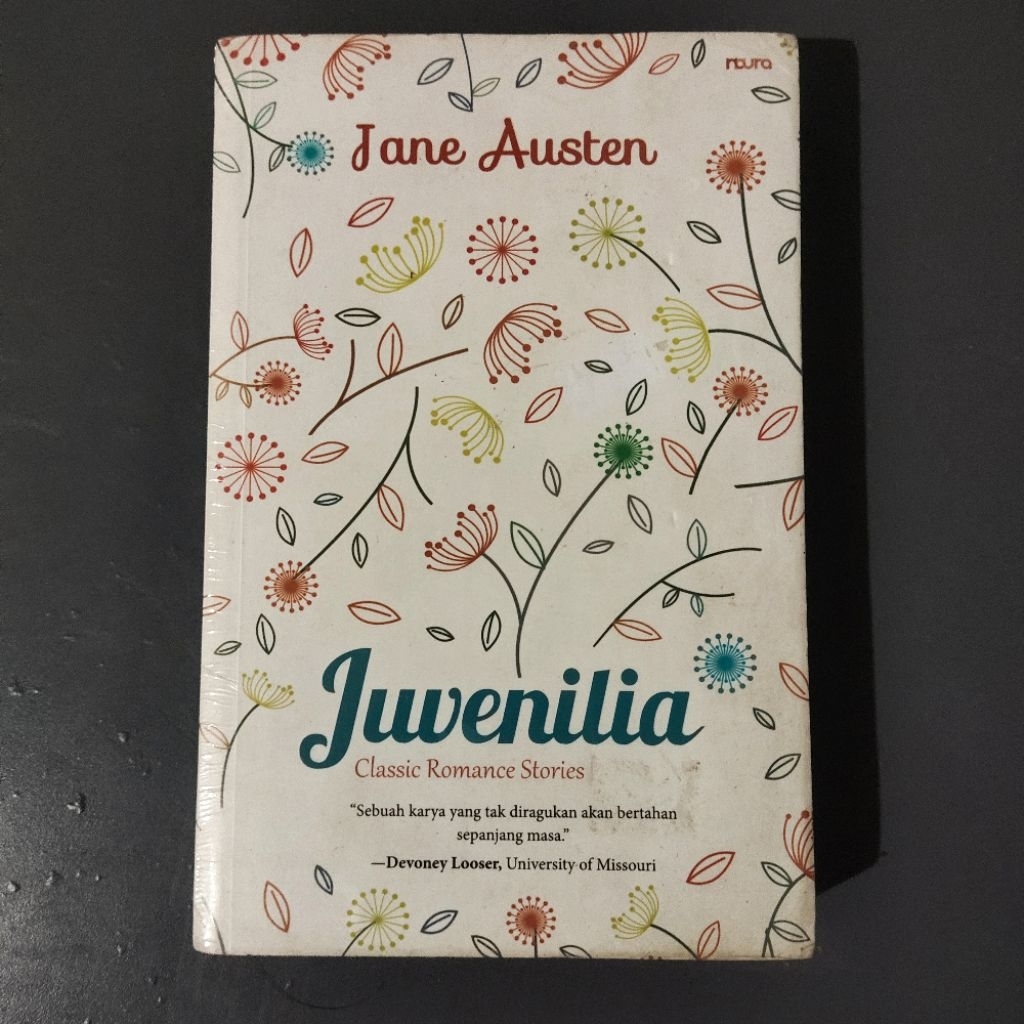 noura
Jane Austen
Juvenilia
Classic Romance Stories
“Sebuah karya yang tak diragukan akan bertahan
sepanjang masa.”
—Devoney Looser, University of Missouri